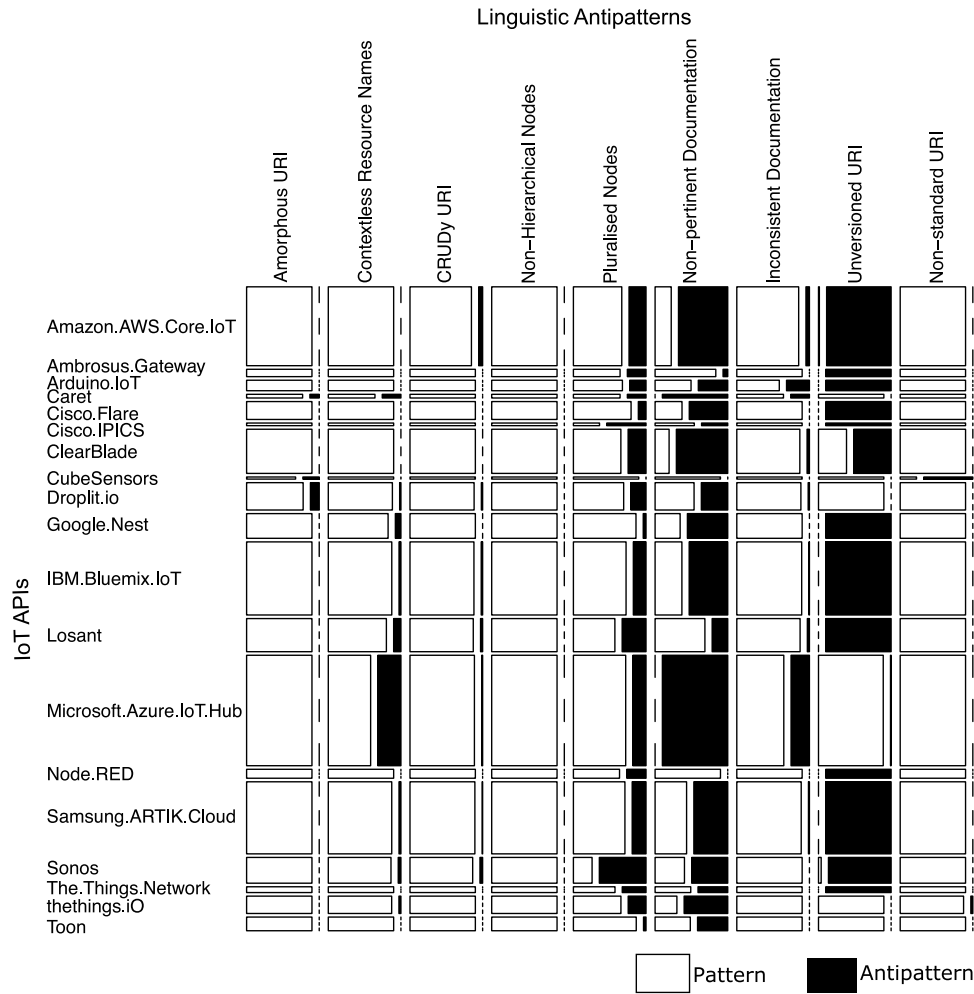 Linguistic Antipatterns
Amorphous URI
Contextless Resource Names
CRUDy URI
Non−Hierarchical Nodes
Pluralised Nodes
Non−pertinent Documentation
Inconsistent Documentation
Unversioned URI
Non−standard URI
IoT APIs
Amazon.AWS.Core.IoT
Ambrosus.Gateway
Arduino.IoT
Caret
Cisco.Flare
Cisco.IPICS
ClearBlade
CubeSensors
Droplit.io
Google.Nest
IBM.Bluemix.IoT
Losant
Microsoft.Azure.IoT.Hub
Node.RED
Samsung.ARTIK.Cloud
Sonos
The.Things.Network
thethings.iO
Toon
Pattern
Antipattern